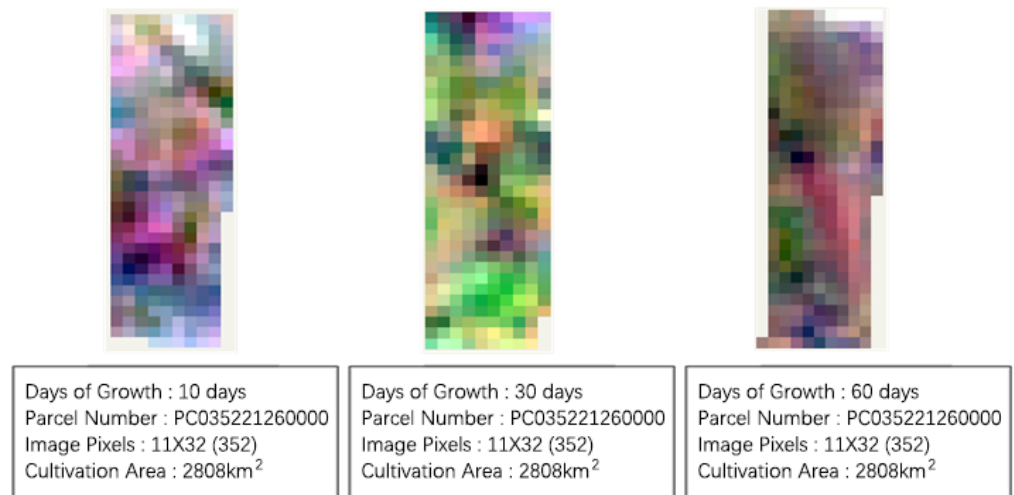 Days of Growth : 10 days
Parcel Number : PC035221260000
Image Pixels : 11X32 (352)
Cultivation Area : 2808km²
Days of Growth : 30 days
Parcel Number : PC035221260000
Image Pixels : 11X32 (352)
Cultivation Area : 2808km²
Days of Growth : 60 days
Parcel Number : PC035221260000
Image Pixels : 11X32 (352)
Cultivation Area : 2808km²